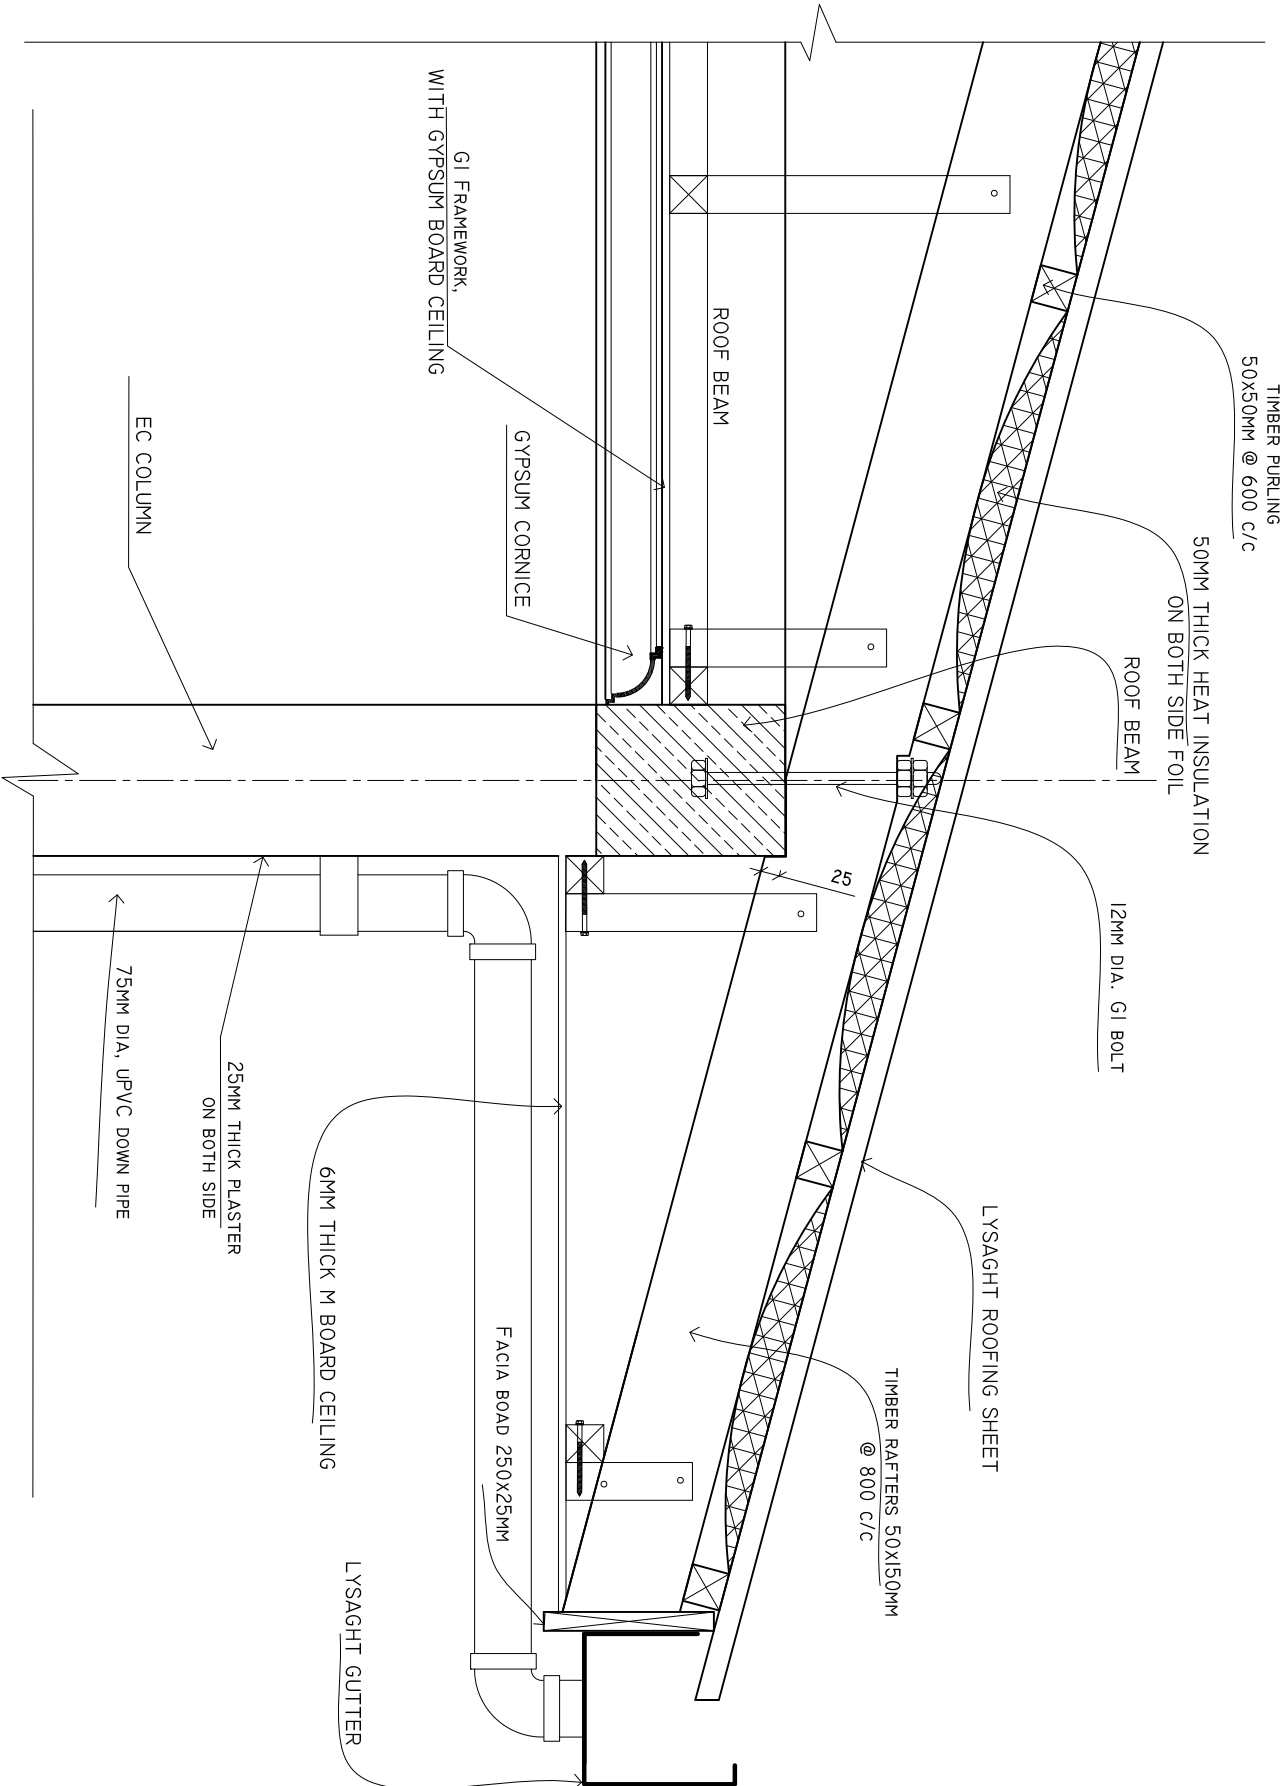 TIMBER PURLING
50x50MM @ 600 C/C
50MM THICK HEAT INSULATION
ON BOTH SIDE FOIL
ROOF BEAM
12MM DIA. GI BOLT
LYSAGHT ROOFING SHEET
TIMBER RAFTERS 50x150MM
@ 800 C/C
25
ROOF BEAM
GI FRAMEWORK,
WITH GYPSUM BOARD CEILING
GYPSUM CORNICE
EC COLUMN
FACIA BOAD 250X25MM
LYSAGHT GUTTER
6MM THICK M BOARD CEILING
25MM THICK PLASTER
ON BOTH SIDE
75MM DIA, uPVC DOWN PIPE